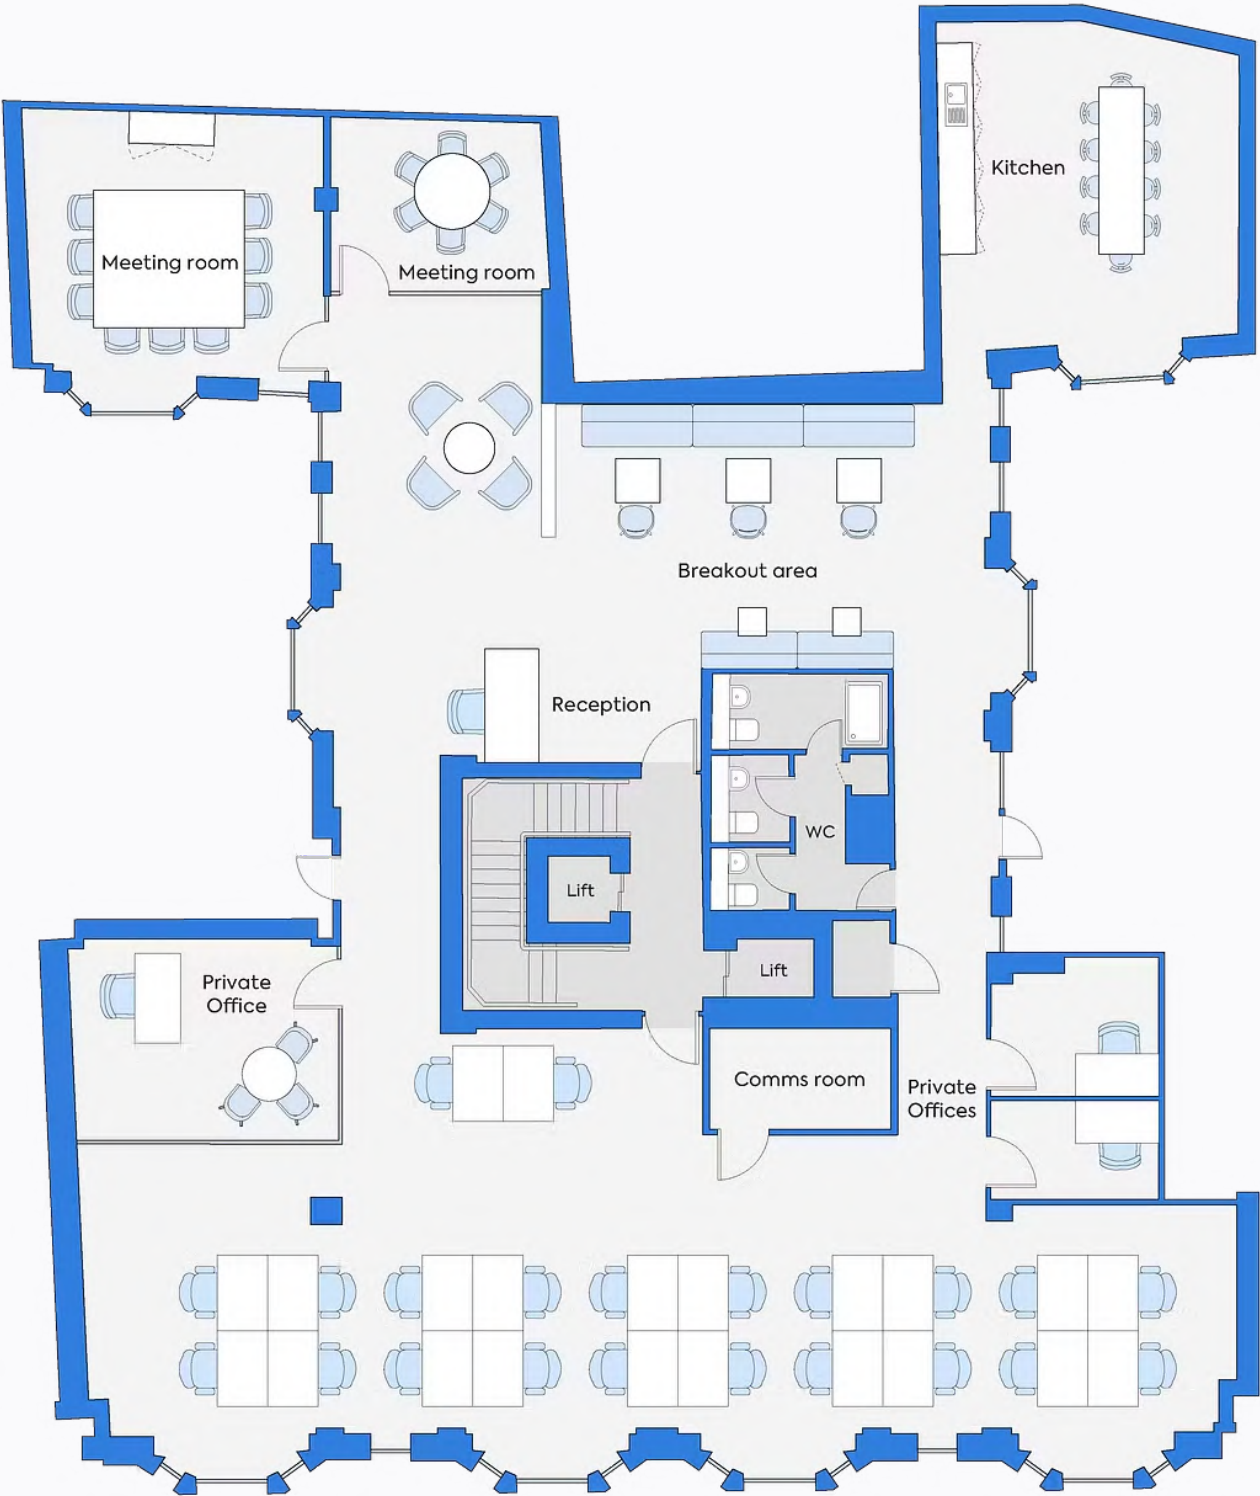 Kitchen
Meeting room
Meeting room
Breakout area
Reception
WC
Lift
Lift
Private
Office
Comms room
Private
Offices